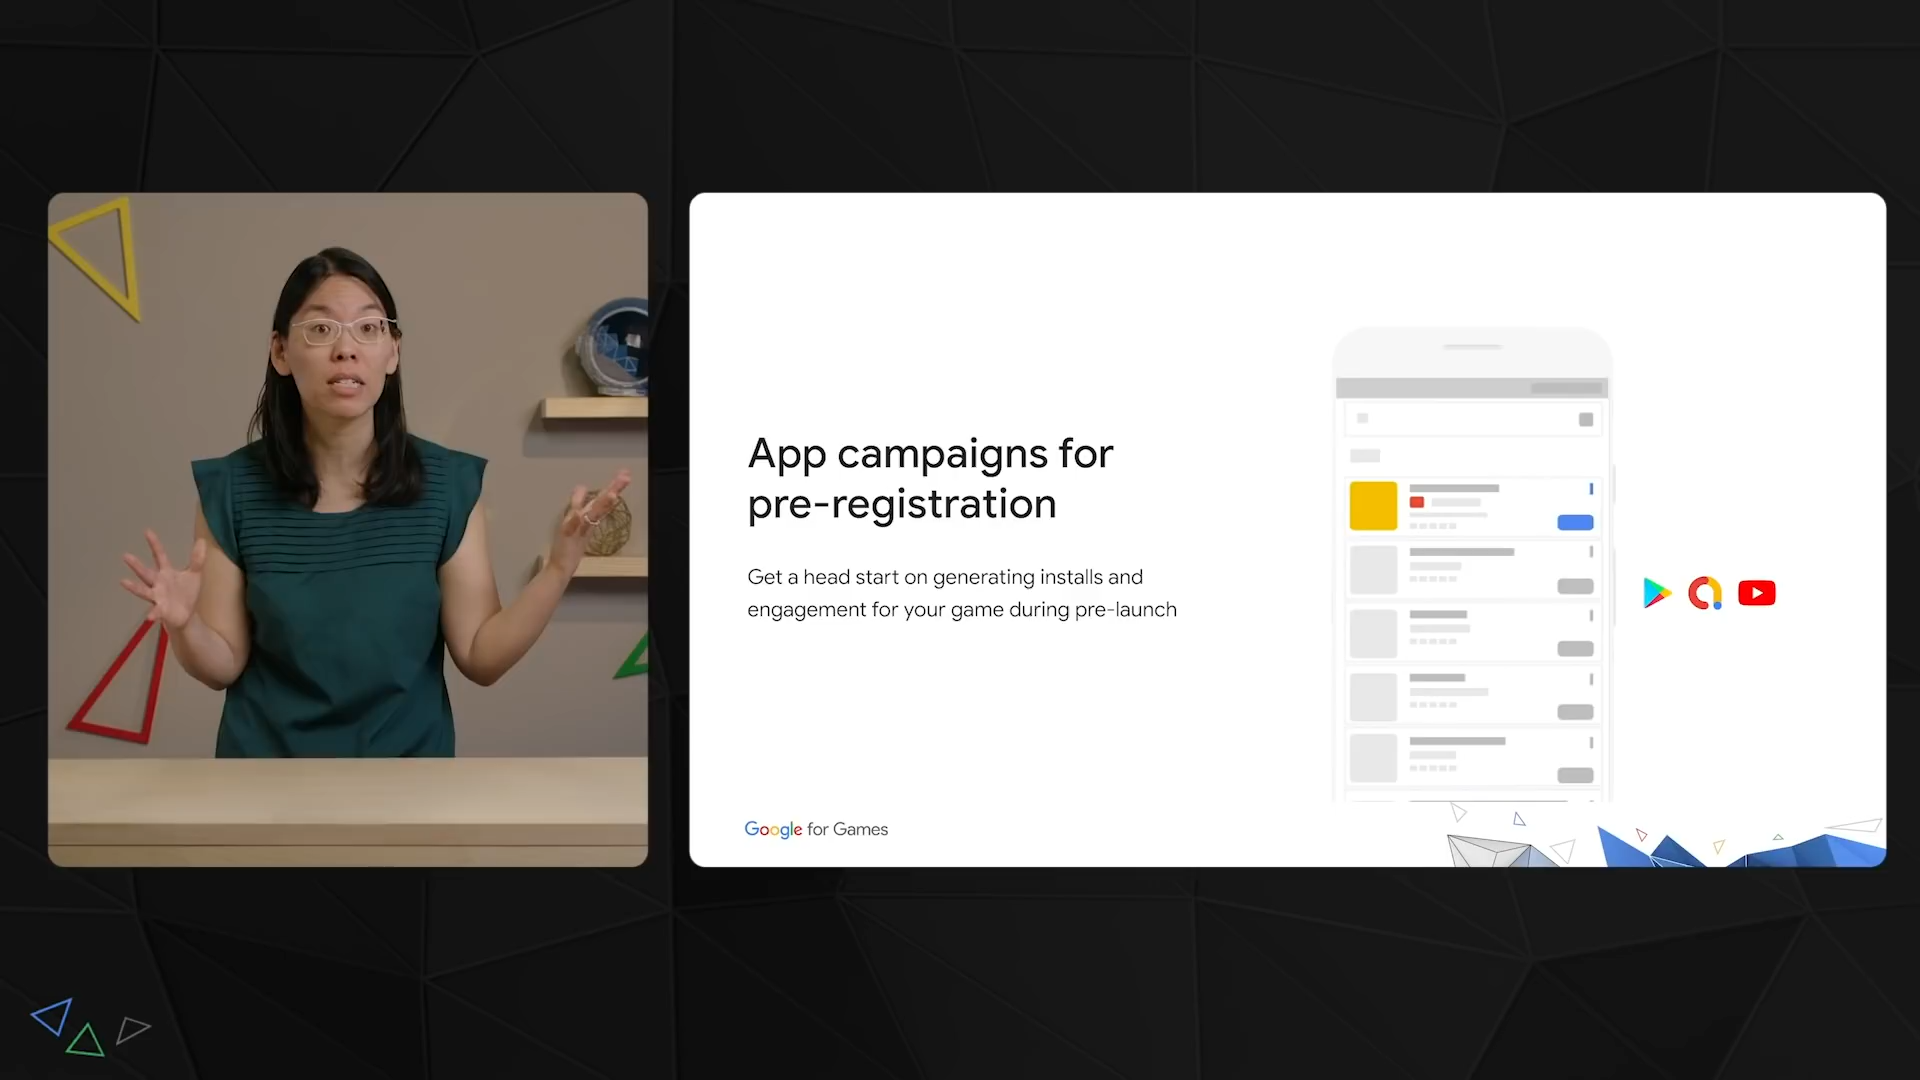 App campaigns for
pre-registration
Get a head start on generating installs and
engagement for your game during pre-launch
Google for Games